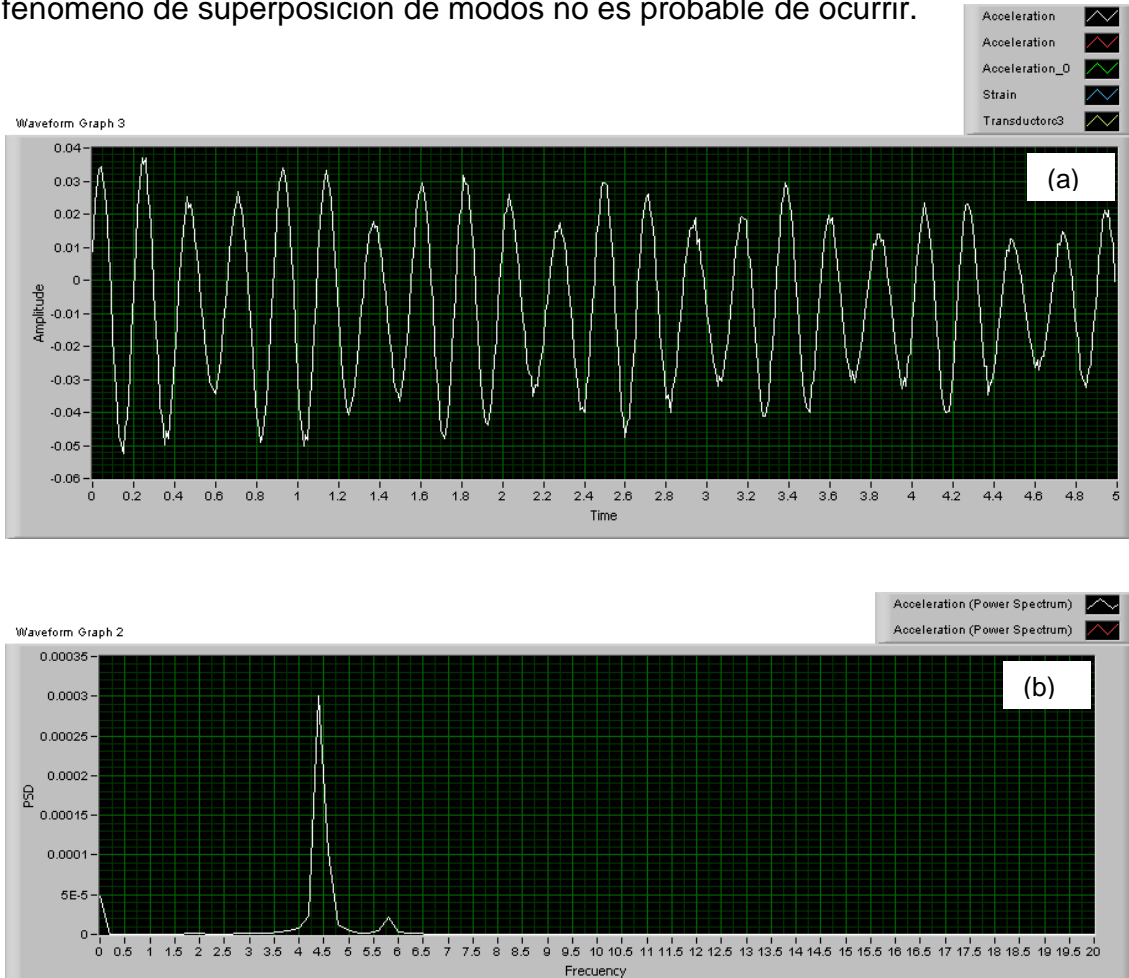 fenómeno de superposición de modos no es probable de ocurrir.
Acceleration
Acceleration
Acceleration_0
Strain
Transductorc3
Waveform Graph 3
(a)
Amplitude
0.04
0.03
0.02
0.01
0
-0.01
-0.02
-0.03
-0.04
-0.05
-0.06
0 0.2 0.4 0.6 0.8 1 1.2 1.4 1.6 1.8 2 2.2 2.4 2.6 2.8 3 3.2 3.4 3.6 3.8 4 4.2 4.4 4.6 4.8 5
Time
Acceleration (Power Spectrum)
Acceleration (Power Spectrum)
Waveform Graph 2
(b)
PSD
0.00035
0.0003
0.00025
0.0002
0.00015
0.0001
5E-5
0
0 0.5 1 1.5 2 2.5 3 3.5 4 4.5 5 5.5 6 6.5 7 7.5 8 8.5 9 9.5 10 10.5 11 11.5 12 12.5 13 13.5 14 14.5 15 15.5 16 16.5 17 17.5 18 18.5 19 19.5 20
Frecuency